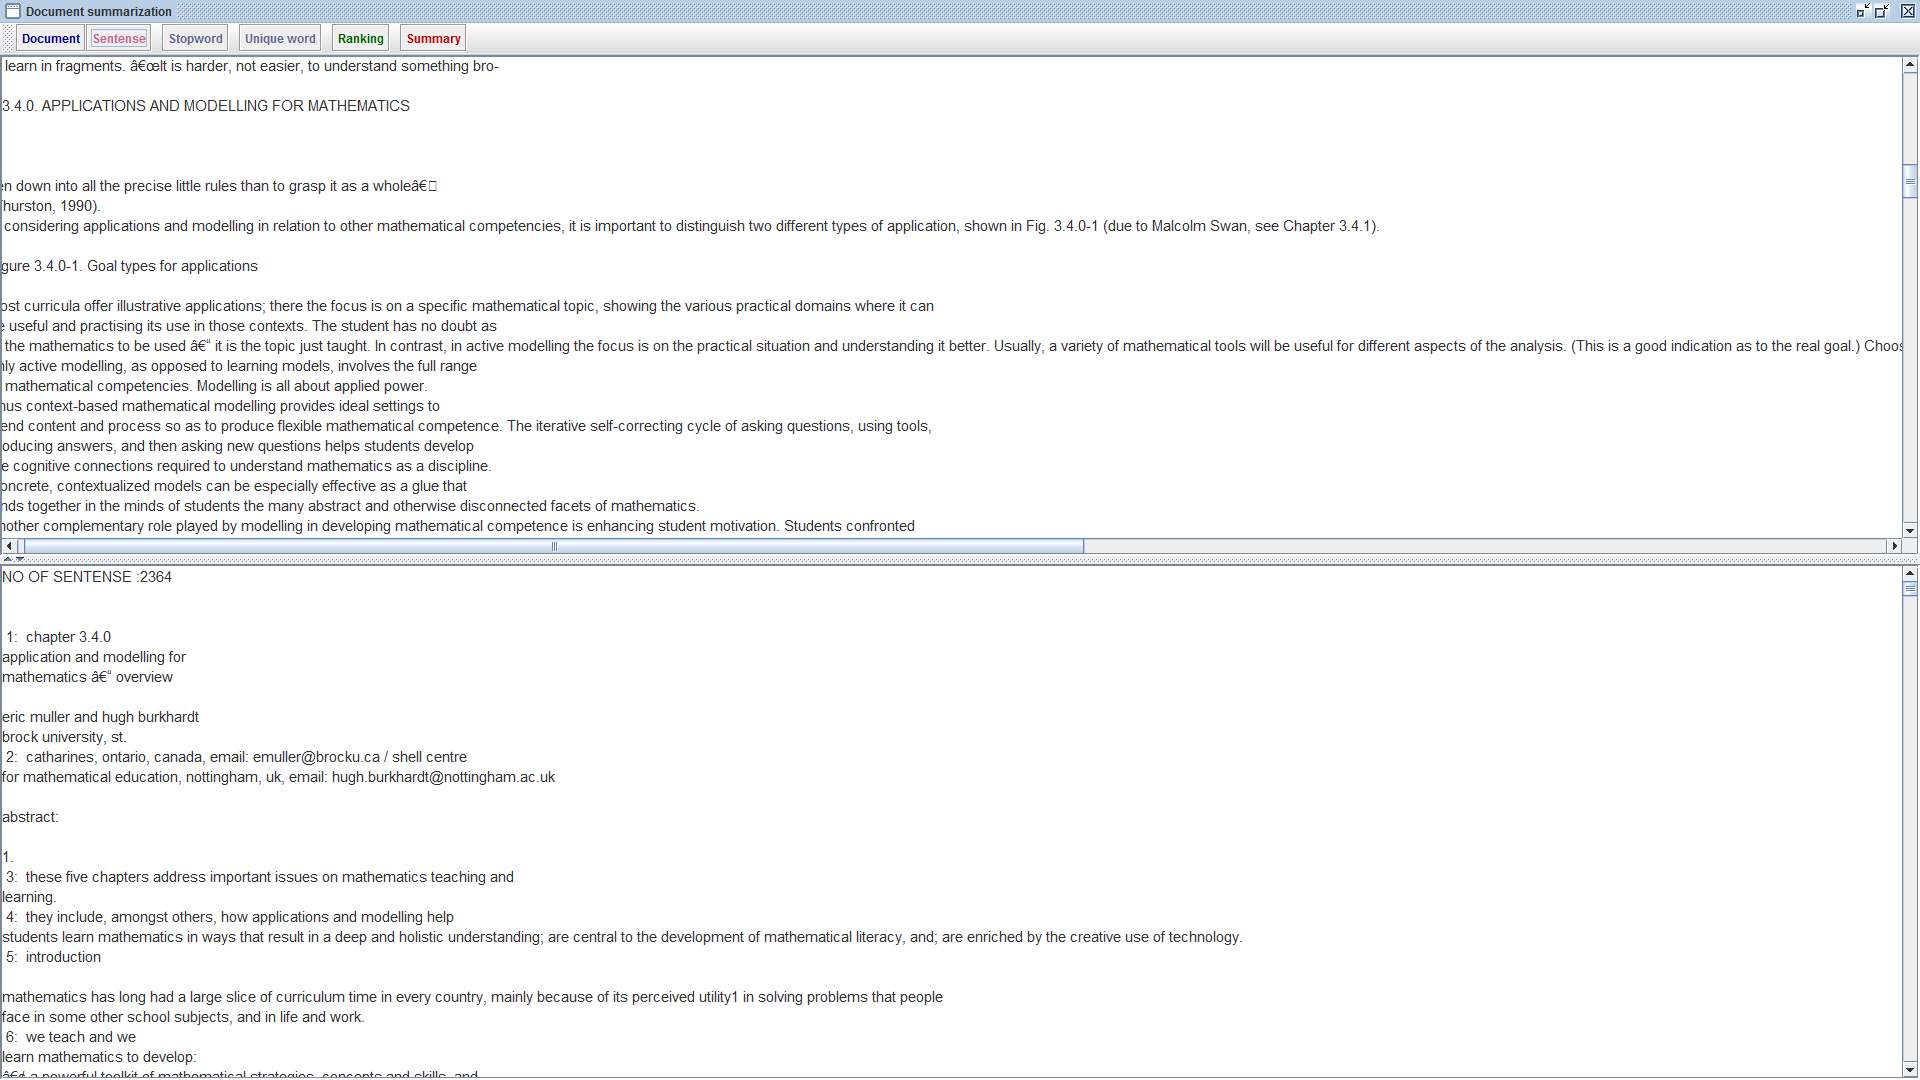 Document summarization
Document Sentence Stopword Unique word Ranking Summary
learn in fragments. â€œIt is harder, not easier, to understand something bro-
3.4.0. APPLICATIONS AND MODELLING FOR MATHEMATICS
en down into all the precise little rules than to grasp it as a wholeâ€
hurston, 1990).
considering applications and modelling in relation to other mathematical competencies, it is important to distinguish two different types of application, shown in Fig. 3.4.0-1 (due to Malcolm Swan, see Chapter 3.4.1).
gure 3.4.0-1. Goal types for applications
ost curricula offer illustrative applications; there the focus is on a specific mathematical topic, showing the various practical domains where it can
e useful and practising its use in those contexts. The student has no doubt as
the mathematics to be used â€“ it is the topic just taught. In contrast, in active modelling the focus is on the practical situation and understanding it better. Usually, a variety of mathematical tools will be useful for different aspects of the analysis. (This is a good indication as to the real goal.) Choos
nly active modelling, as opposed to learning models, involves the full range
mathematical competencies. Modelling is all about applied power.
hus context-based mathematical modelling provides ideal settings to
end content and process so as to produce flexible mathematical competence. The iterative self-correcting cycle of asking questions, using tools,
oducing answers, and then asking new questions helps students develop
e cognitive connections required to understand mathematics as a discipline.
oncrete, contextualized models can be especially effective as a glue that
nds together in the minds of students the many abstract and otherwise disconnected facets of mathematics.
nother complementary role played by modelling in developing mathematical competence is enhancing student motivation. Students confronted
NO OF SENTENSE :2364
1: chapter 3.4.0
application and modelling for
mathematics â€“ overview
eric muller and hugh burkhardt
brock university, st.
2: catharines, ontario, canada, email: emuller@brocku.ca / shell centre
for mathematical education, nottingham, uk, email: hugh.burkhardt@nottingham.ac.uk
abstract:
1.
3: these five chapters address important issues on mathematics teaching and
learning.
4: they include, amongst others, how applications and modelling help
students learn mathematics in ways that result in a deep and holistic understanding; are central to the development of mathematical literacy, and; are enriched by the creative use of technology.
5: introduction
mathematics has long had a large slice of curriculum time in every country, mainly because of its perceived utility1 in solving problems that people
face in some other school subjects, and in life and work.
6: we teach and we
learn mathematics to develop:
â€¢ a powerful toolkit of mathematical strategies, concepts and skills, and